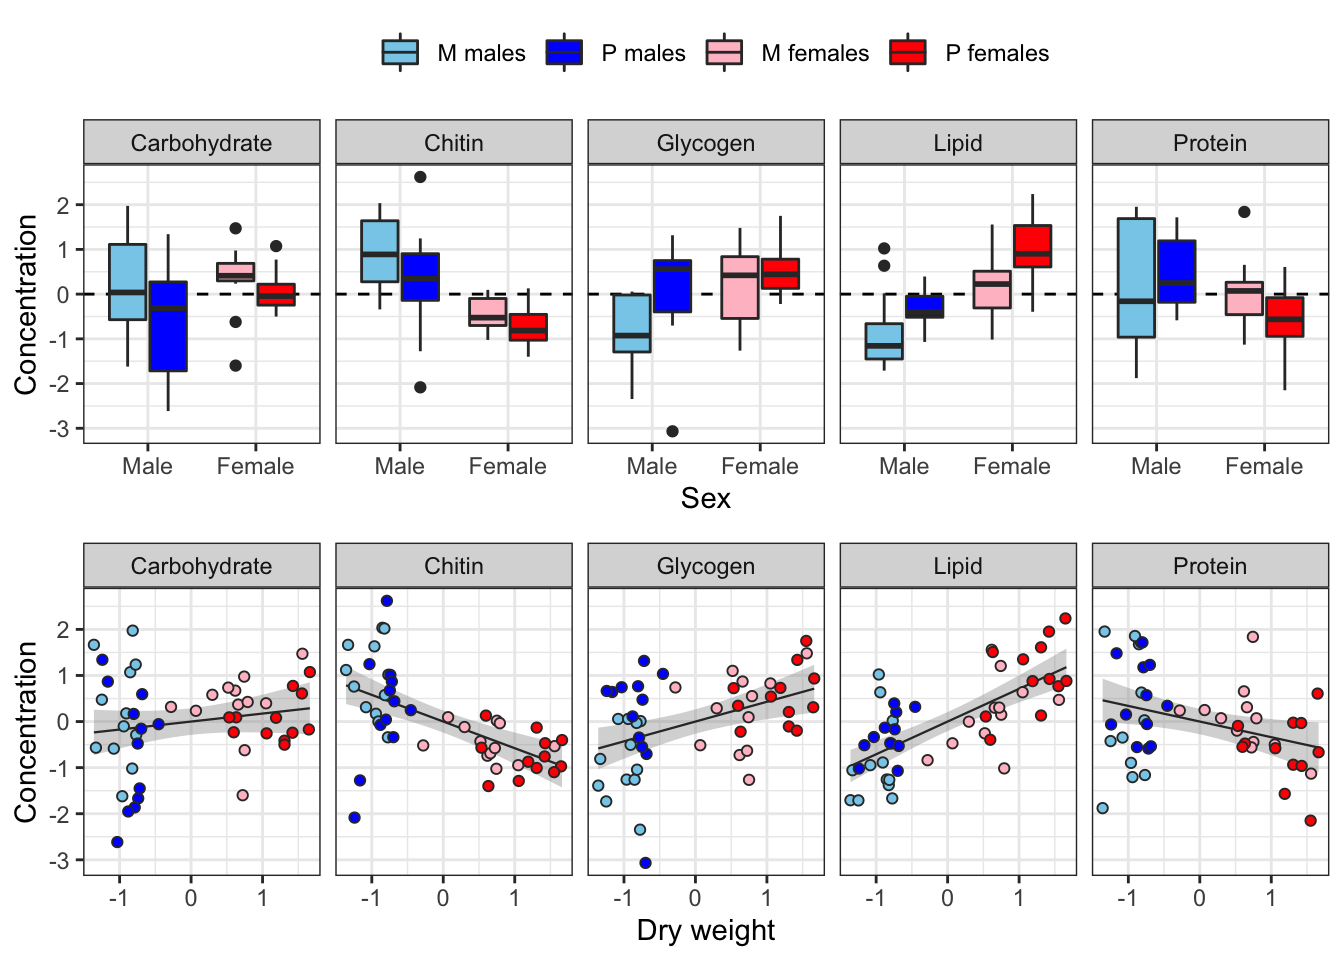 M males P males M females P females
Carbohydrate Chitin Glycogen Lipid Protein
Concentration
2
1
0
-1
-2
-3
Male Female Male Female Male Female Male Female Male Female
Sex
Carbohydrate Chitin Glycogen Lipid Protein
Concentration
2
1
0
-1
-2
-3
-1 0 1 -1 0 1 -1 0 1 -1 0 1 -1 0 1
Dry weight